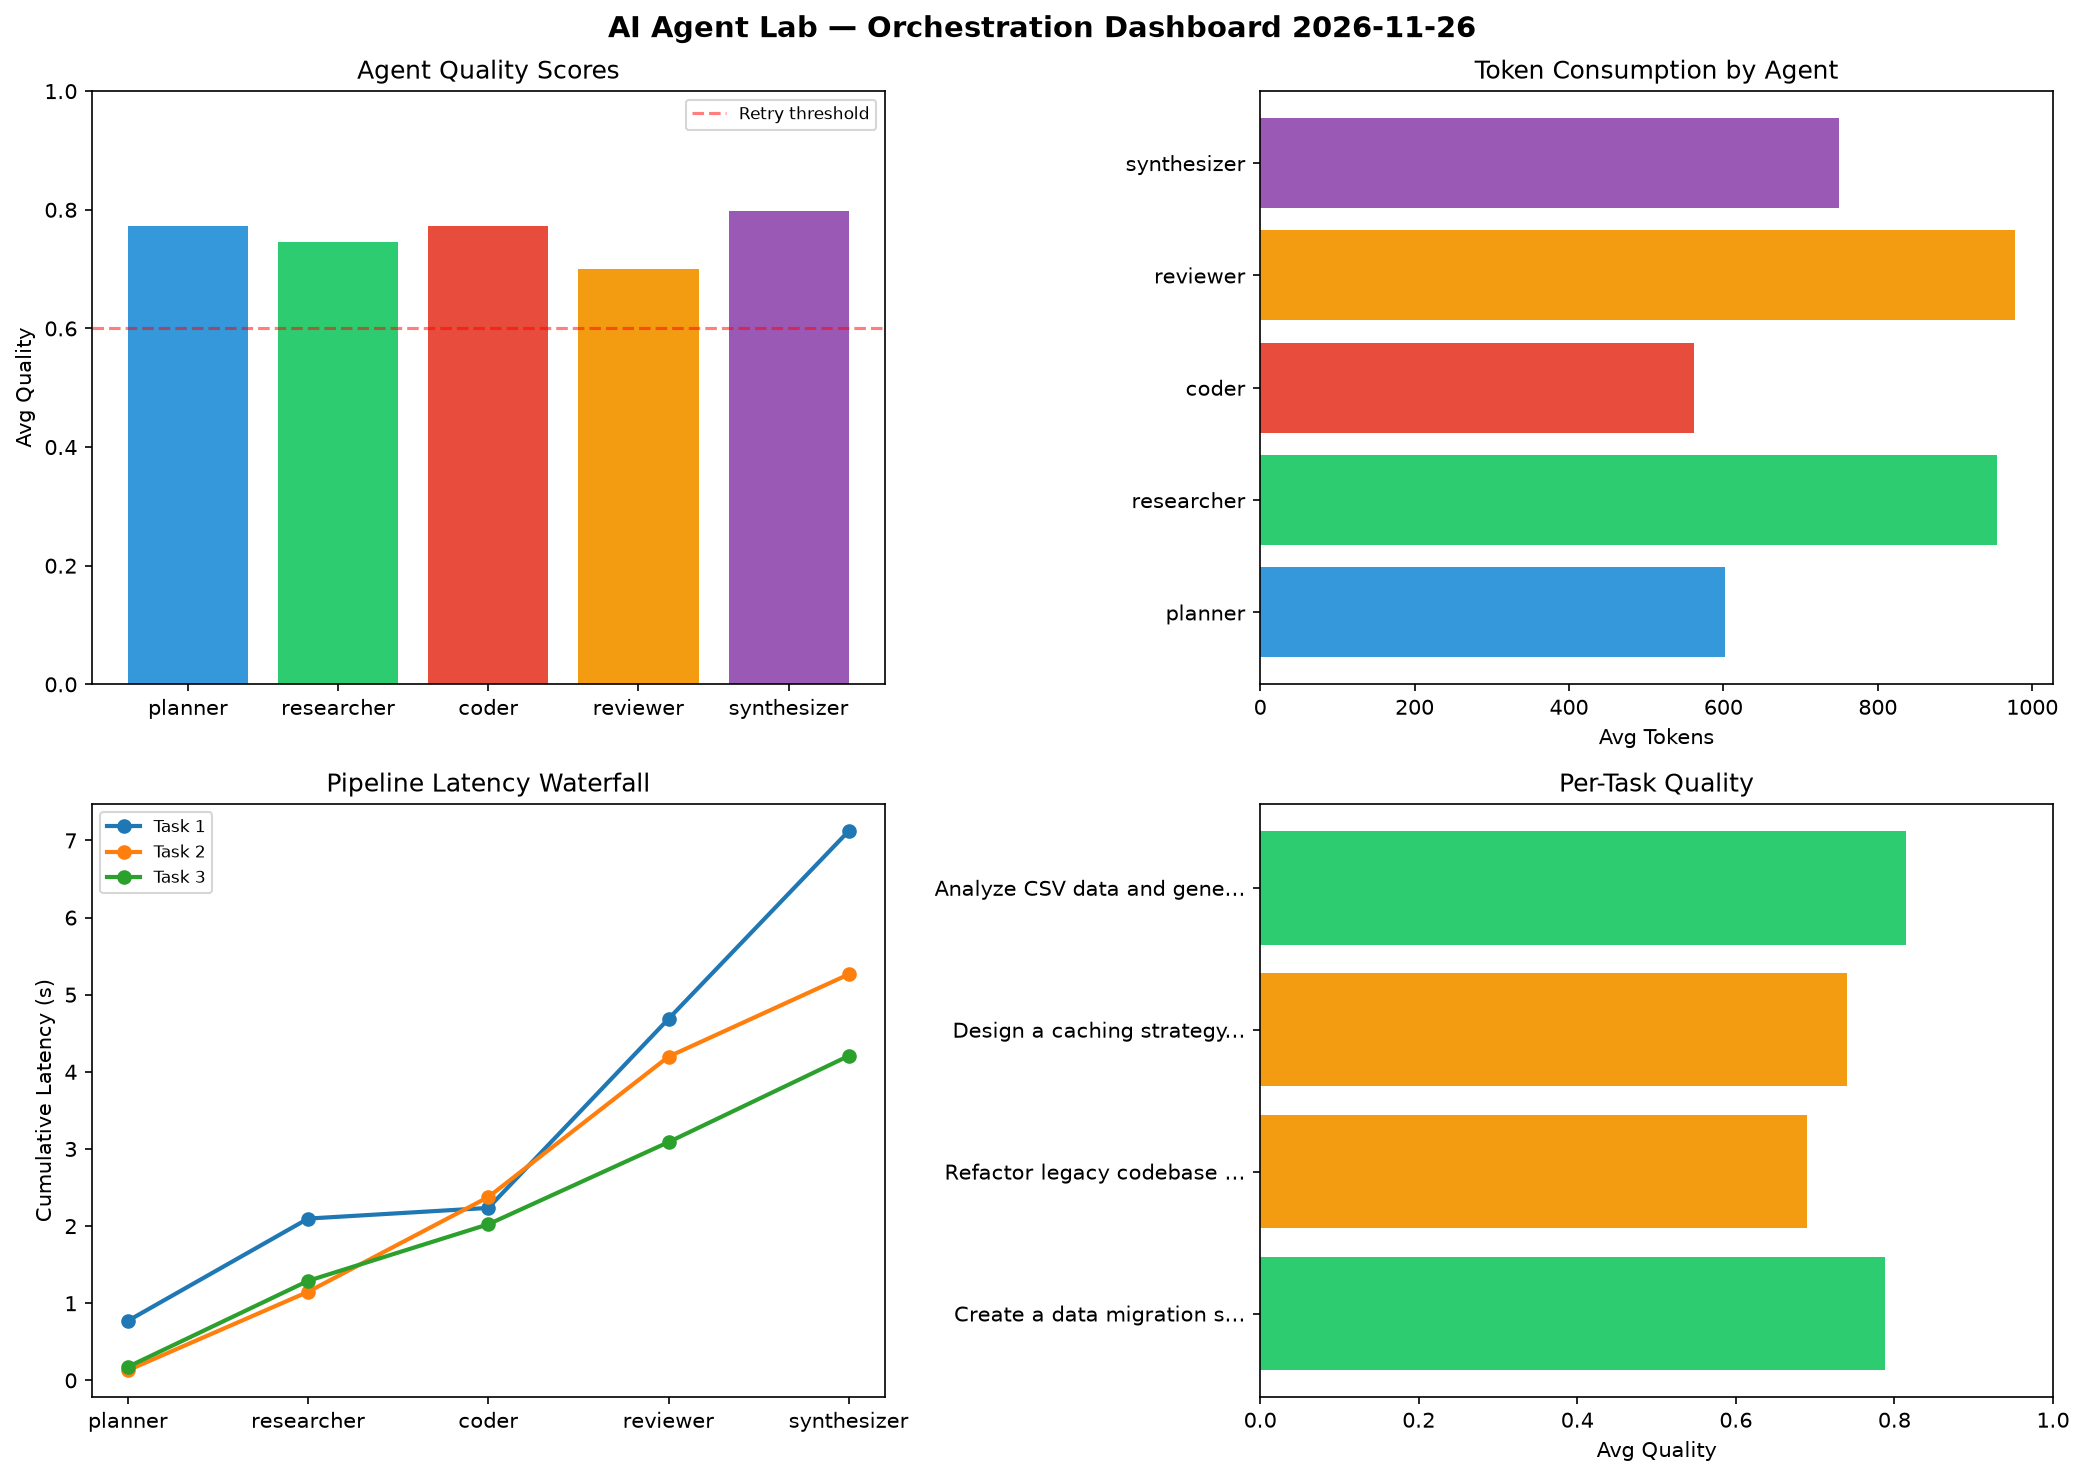 AI Agent Lab — Orchestration Dashboard 2026-11-26
Agent Quality Scores
Retry threshold
Avg Quality
1.0
0.8
0.6
0.4
0.2
0.0
planner researcher coder reviewer synthesizer
Token Consumption by Agent
synthesizer
reviewer
coder
researcher
planner
0 200 400 600 800 1000
Avg Tokens
Pipeline Latency Waterfall
Task 1
Task 2
Task 3
Cumulative Latency (s)
7
6
5
4
3
2
1
0
planner researcher coder reviewer synthesizer
Per-Task Quality
Analyze CSV data and gene...
Design a caching strategy...
Refactor legacy codebase ...
Create a data migration s...
0.0 0.2 0.4 0.6 0.8 1.0
Avg Quality